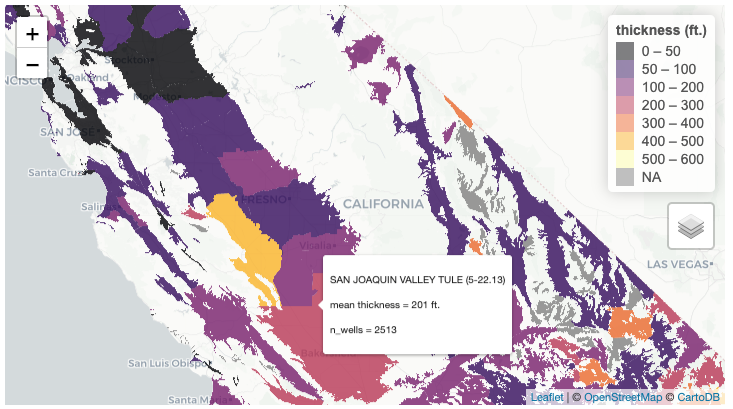 +
−
thickness (ft.)
0 – 50
50 – 100
100 – 200
200 – 300
300 – 400
400 – 500
500 – 600
NA
Stockton
Oakland
NCISCO
Modesto
SAN JOSE
Santa Cruz
Salinas
FRESNO
CALIFORNIA
Visalia
LAS VEGAS
SAN JOAQUIN VALLEY TULE (5-22.13)
mean thickness = 201 ft.
n_wells = 2513
San Luis Obispo
Santa Ma
Leaflet | © OpenStreetMap © CartoDB